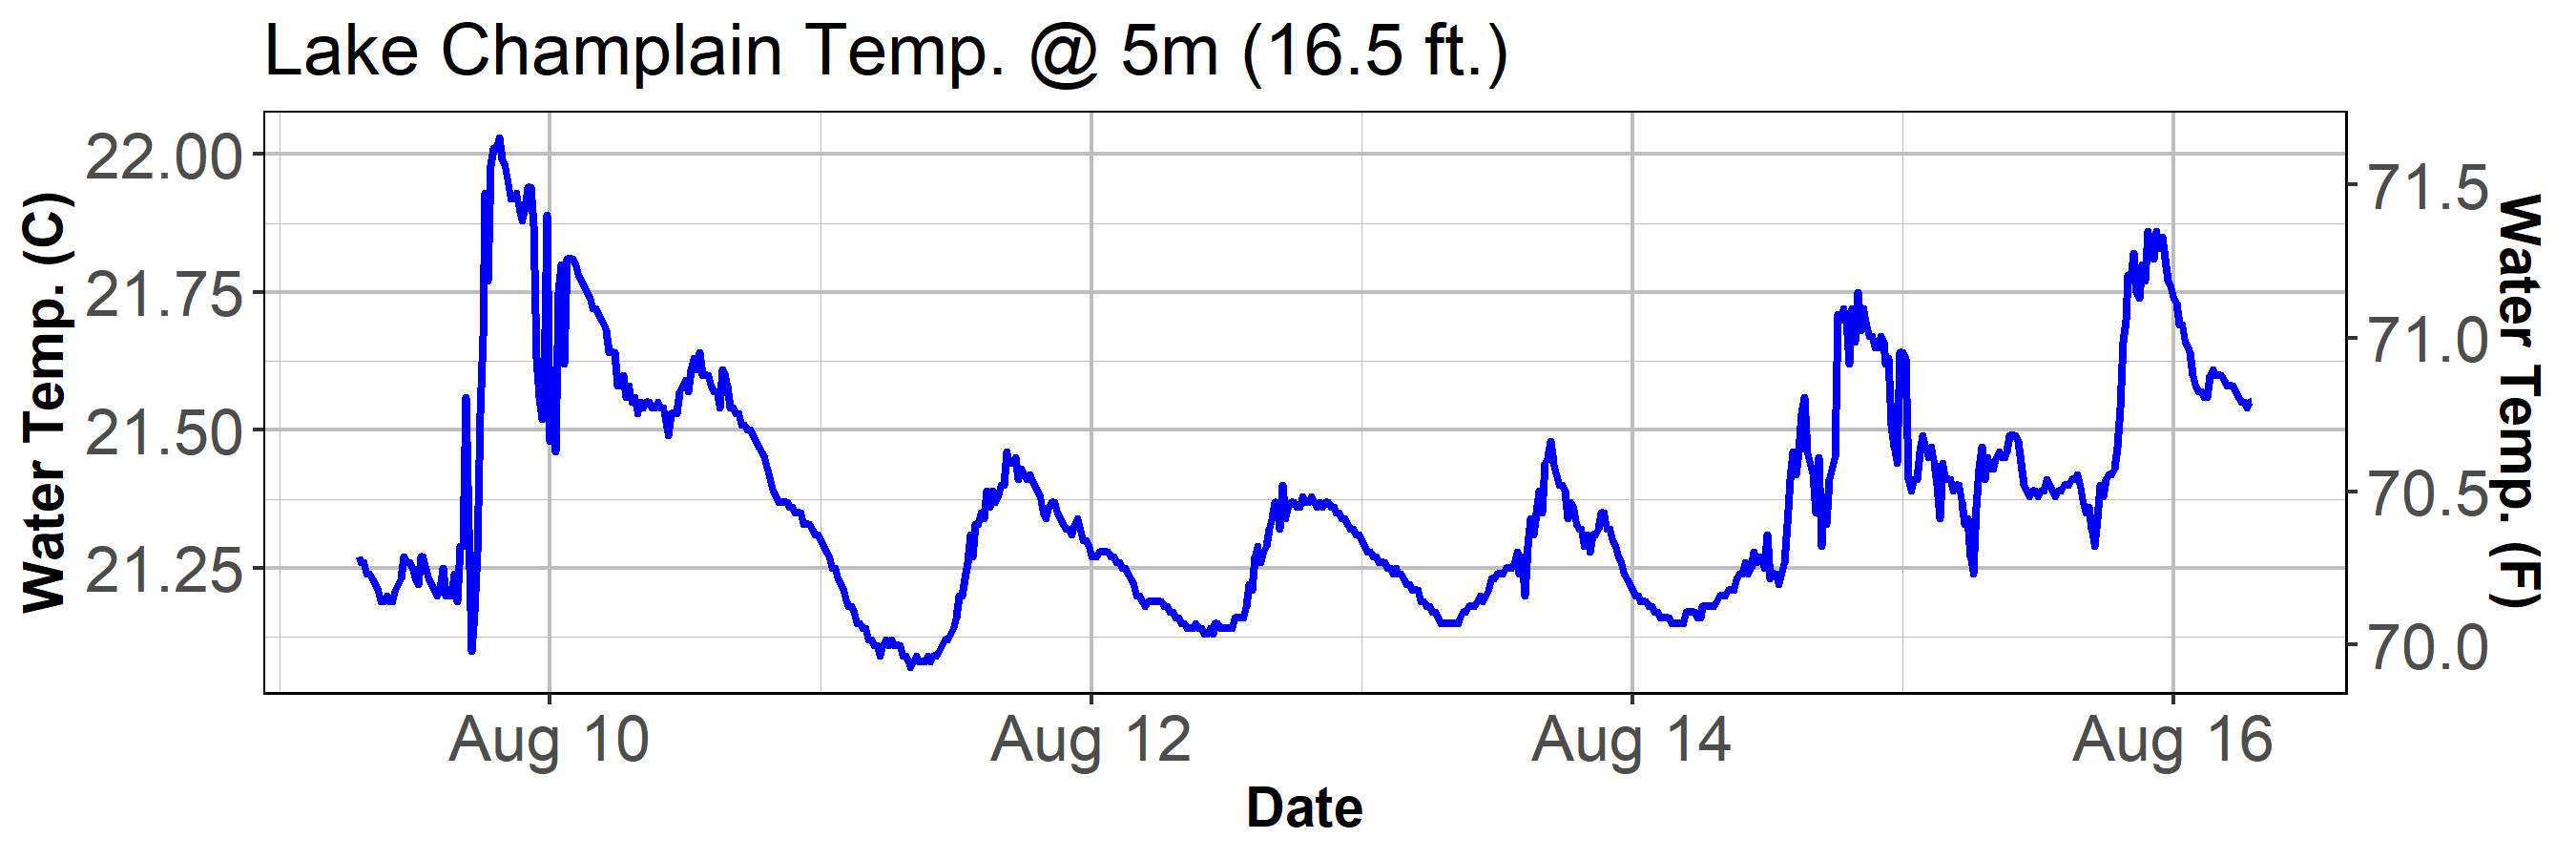 Lake Champlain Temp. @ 5m (16.5 ft.)
Water Temp. (C)
22.00
21.75
21.50
21.25
71.5
71.0
70.5
70.0
Water Temp. (F)
Aug 10
Aug 12
Aug 14
Aug 16
Date